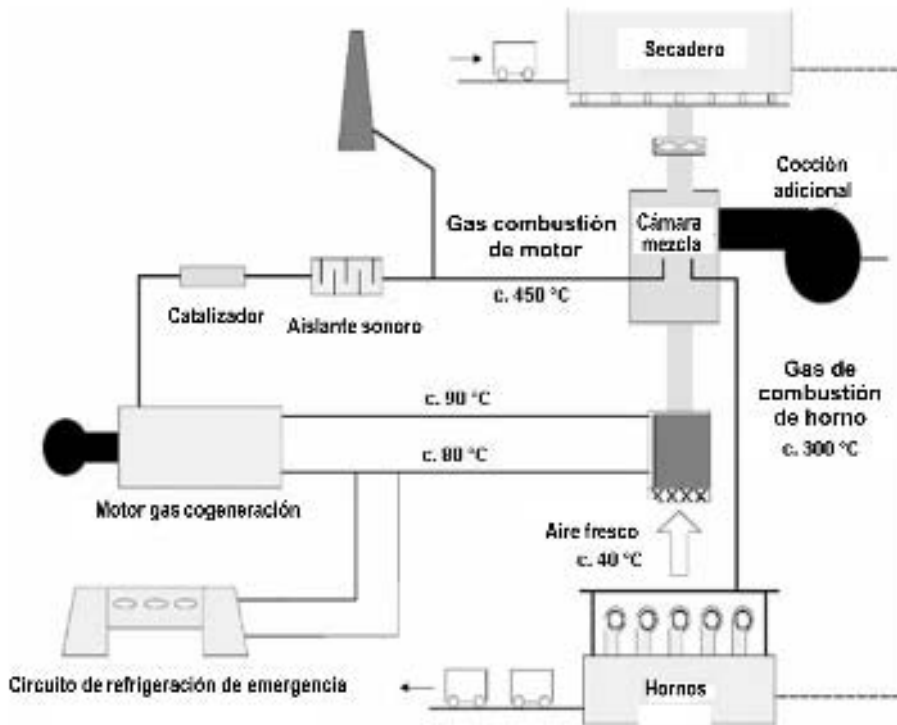 Secadero
Cocción
adicional
Gas combustión
de motor
Cámara
mezcla
c. 450 °C
Catalizador
Aislante sonoro
Gas de
combustión
de horno
c. 300 °C
c. 90 °C
c. 80 °C
Motor gas cogeneración
Aire fresco
c. 40 °C
Circuito de refrigeración de emergencia
Hornos